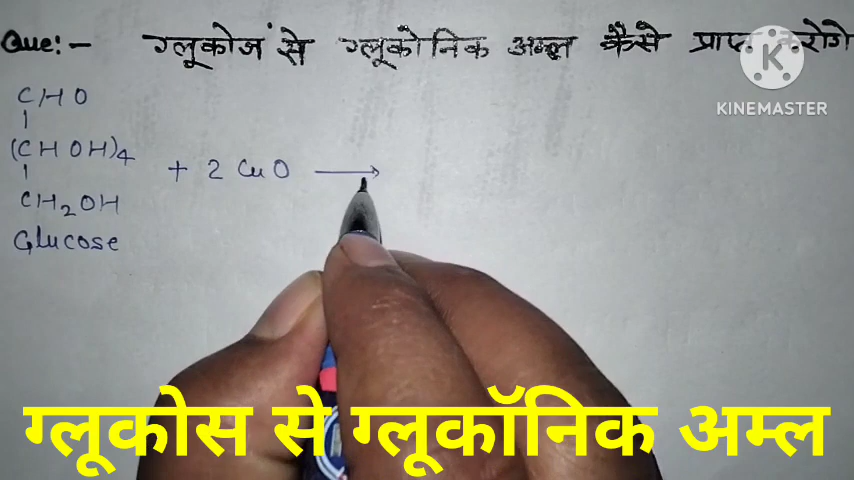 Que:- ग्लूकोज से ग्लूकोनिक अम्ल कैसे
KINEMASTER
CHO
(CHOH)4
+ 2 CuO ⟶
CH2OH
Glucose
ग्लूकोस से ग्लूकॉनिक अम्ल